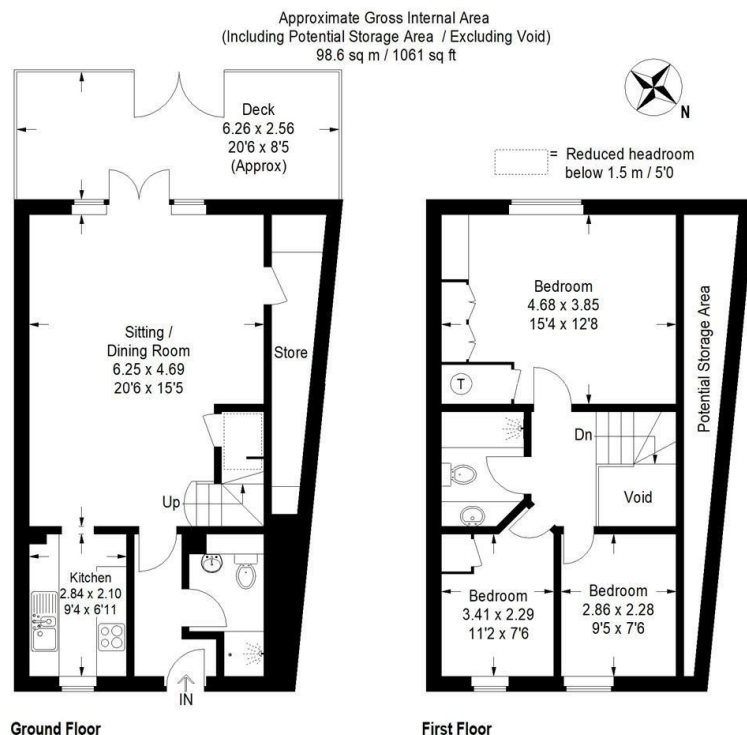 Approximate Gross Internal Area
(Including Potential Storage Area / Excluding Void)
98.6 sq m / 1061 sq ft
N
= Reduced headroom
below 1.5 m / 5'0
Deck
6.26 x 2.56
20'6 x 8'5
(Approx)
Sitting /
Dining Room
6.25 x 4.69
20'6 x 15'5
Store
Up
Kitchen
2.84 x 2.10
9'4 x 6'11
IN
Ground Floor
Bedroom
4.68 x 3.85
15'4 x 12'8
T
Potential Storage Area
Dn
Void
Bedroom
3.41 x 2.29
11'2 x 7'6
Bedroom
2.86 x 2.28
9'5 x 7'6
First Floor